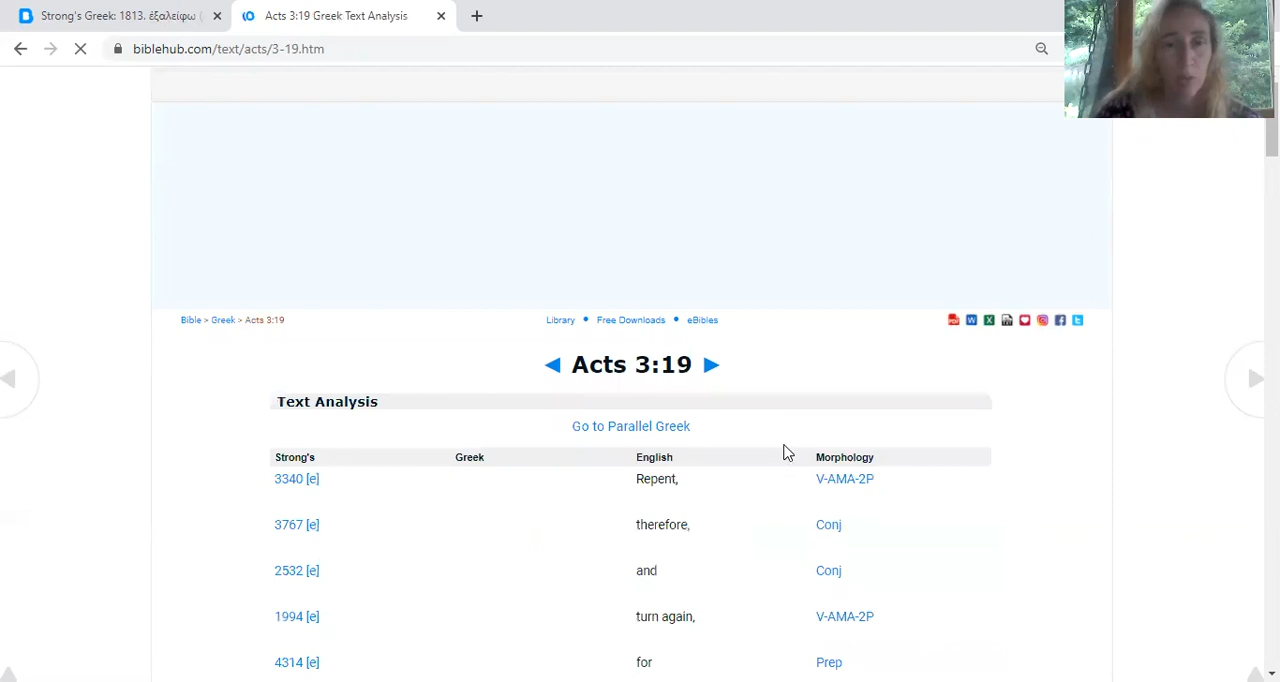 Strong's Greek: 1813. ἐξαλείφω (
Acts 3:19 Greek Text Analysis
biblehub.com/text/acts/3-19.htm
Bible > Greek > Acts 3:19
Library • Free Downloads • eBibles
◄ Acts 3:19 ►
Text Analysis
Go to Parallel Greek
Strong's Greek English Morphology
3340 [e] Repent, V-AMA-2P
3767 [e] therefore, Conj
2532 [e] and Conj
1994 [e] turn again, V-AMA-2P
4314 [e] for Prep